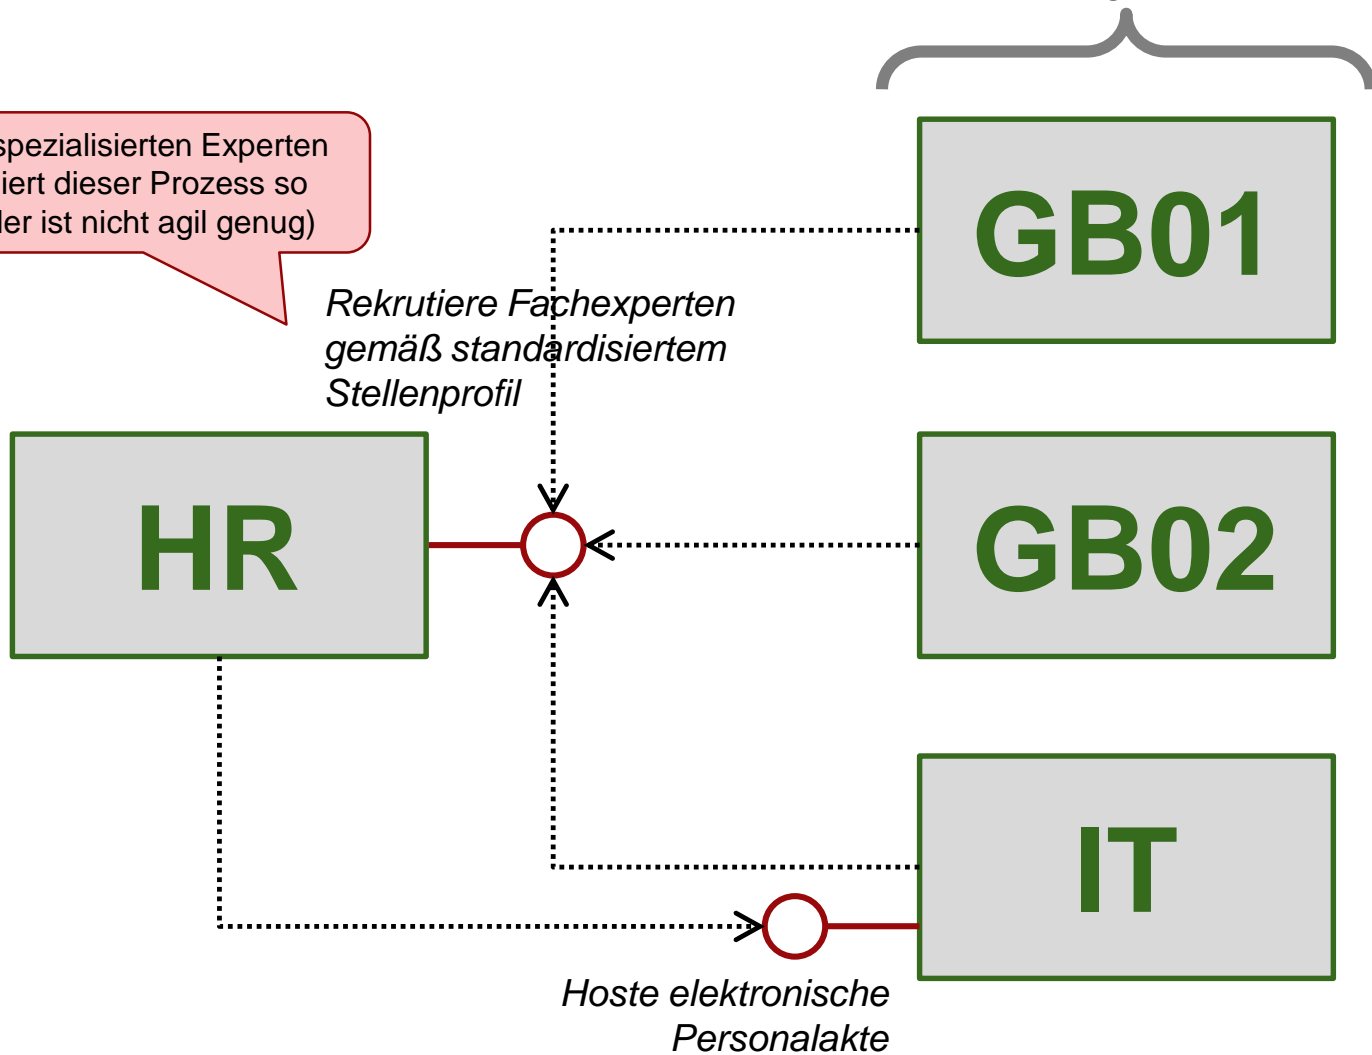 spezialisierten Experten
iert dieser Prozess so
ler ist nicht agil genug)
GB01
Rekrutiere Fachexperten
gemäß standardisiertem
Stellenprofil
HR
GB02
IT
Hoste elektronische
Personalakte